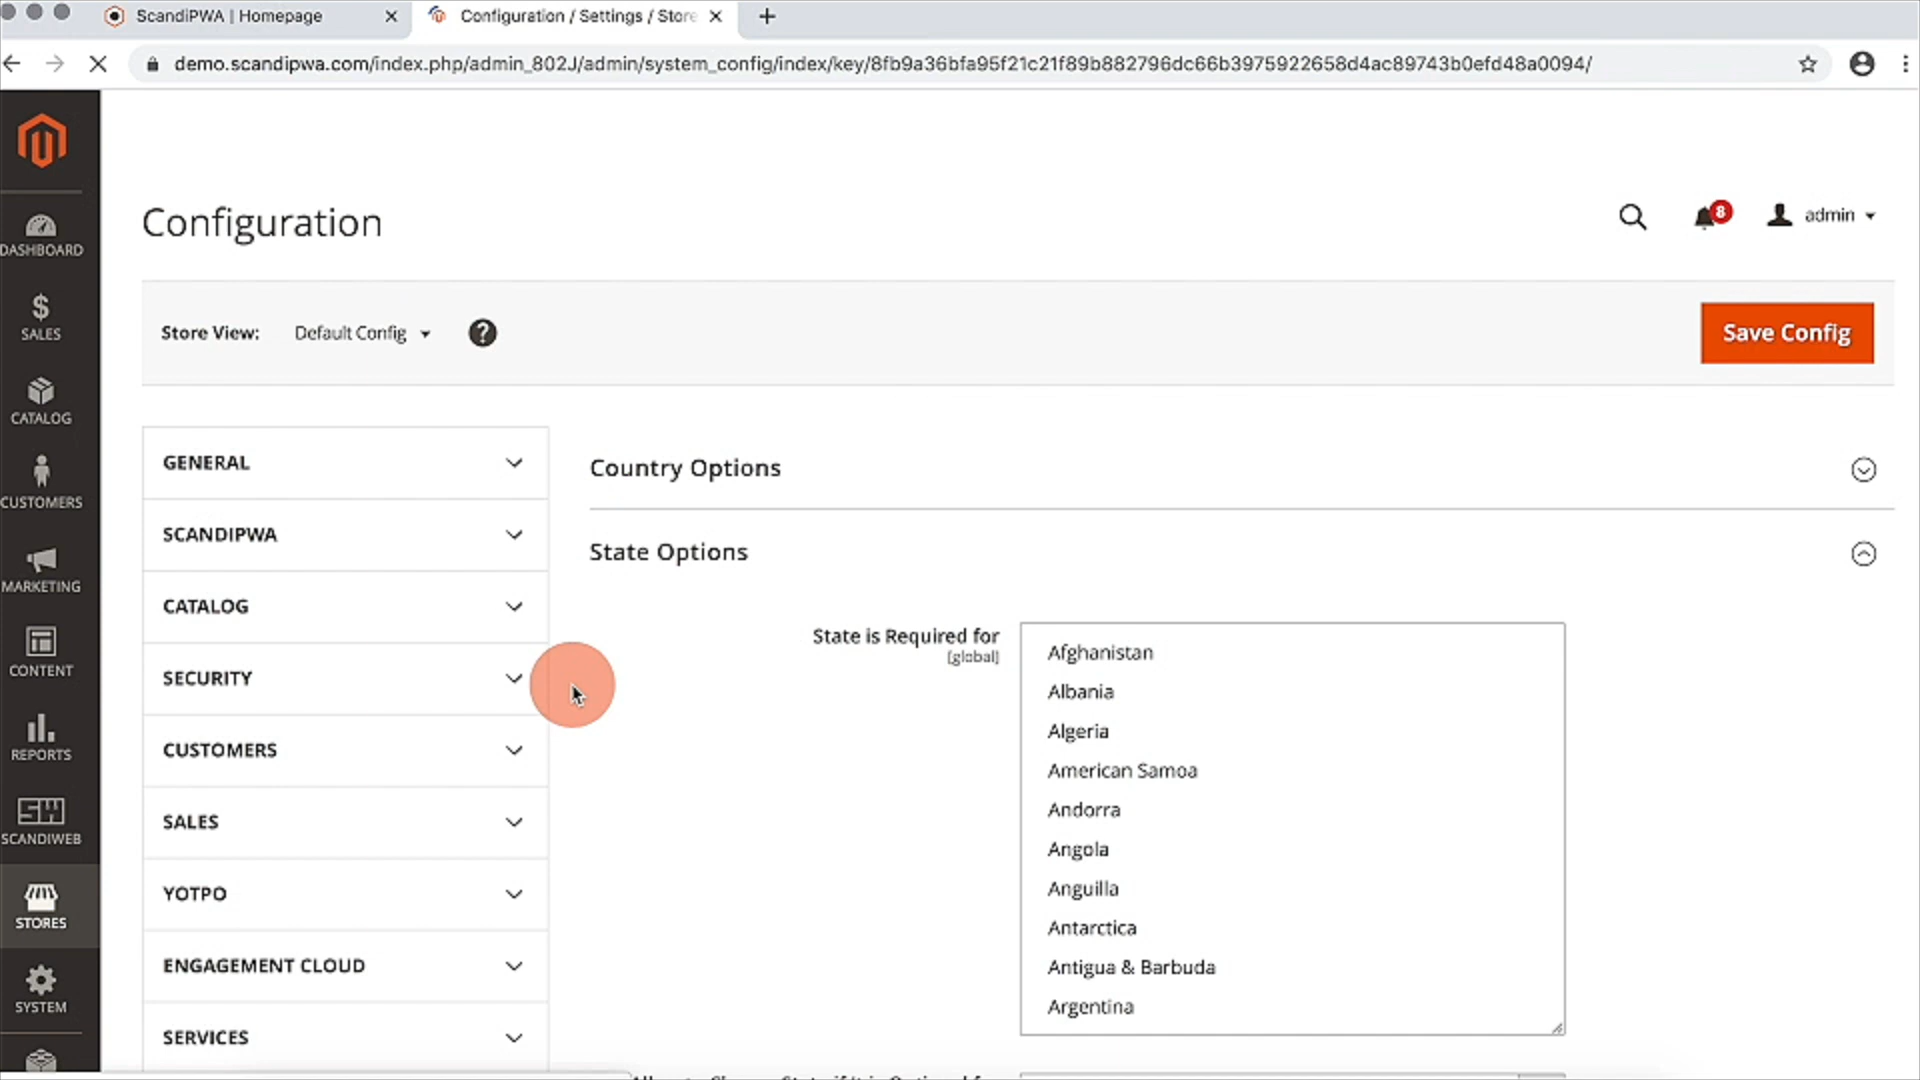 ScandiPWA | Homepage
Configuration / Settings / Store
demo.scandipwa.com/index.php/admin_802J/admin/system_config/index/key/8fb9a36bfa95f21c21f89b882796dc66b3975922658d4ac89743b0efd48a0094/
Configuration
8
admin
Store View:
Default Config
?
Save Config
DASHBOARD
SALES
CATALOG
CUSTOMERS
MARKETING
CONTENT
REPORTS
SCANDIWEB
STORES
SYSTEM
GENERAL
SCANDIPWA
CATALOG
SECURITY
CUSTOMERS
SALES
YOTPO
ENGAGEMENT CLOUD
SERVICES
Country Options
State Options
State is Required for
[global]
Afghanistan
Albania
Algeria
American Samoa
Andorra
Angola
Anguilla
Antarctica
Antigua & Barbuda
Argentina